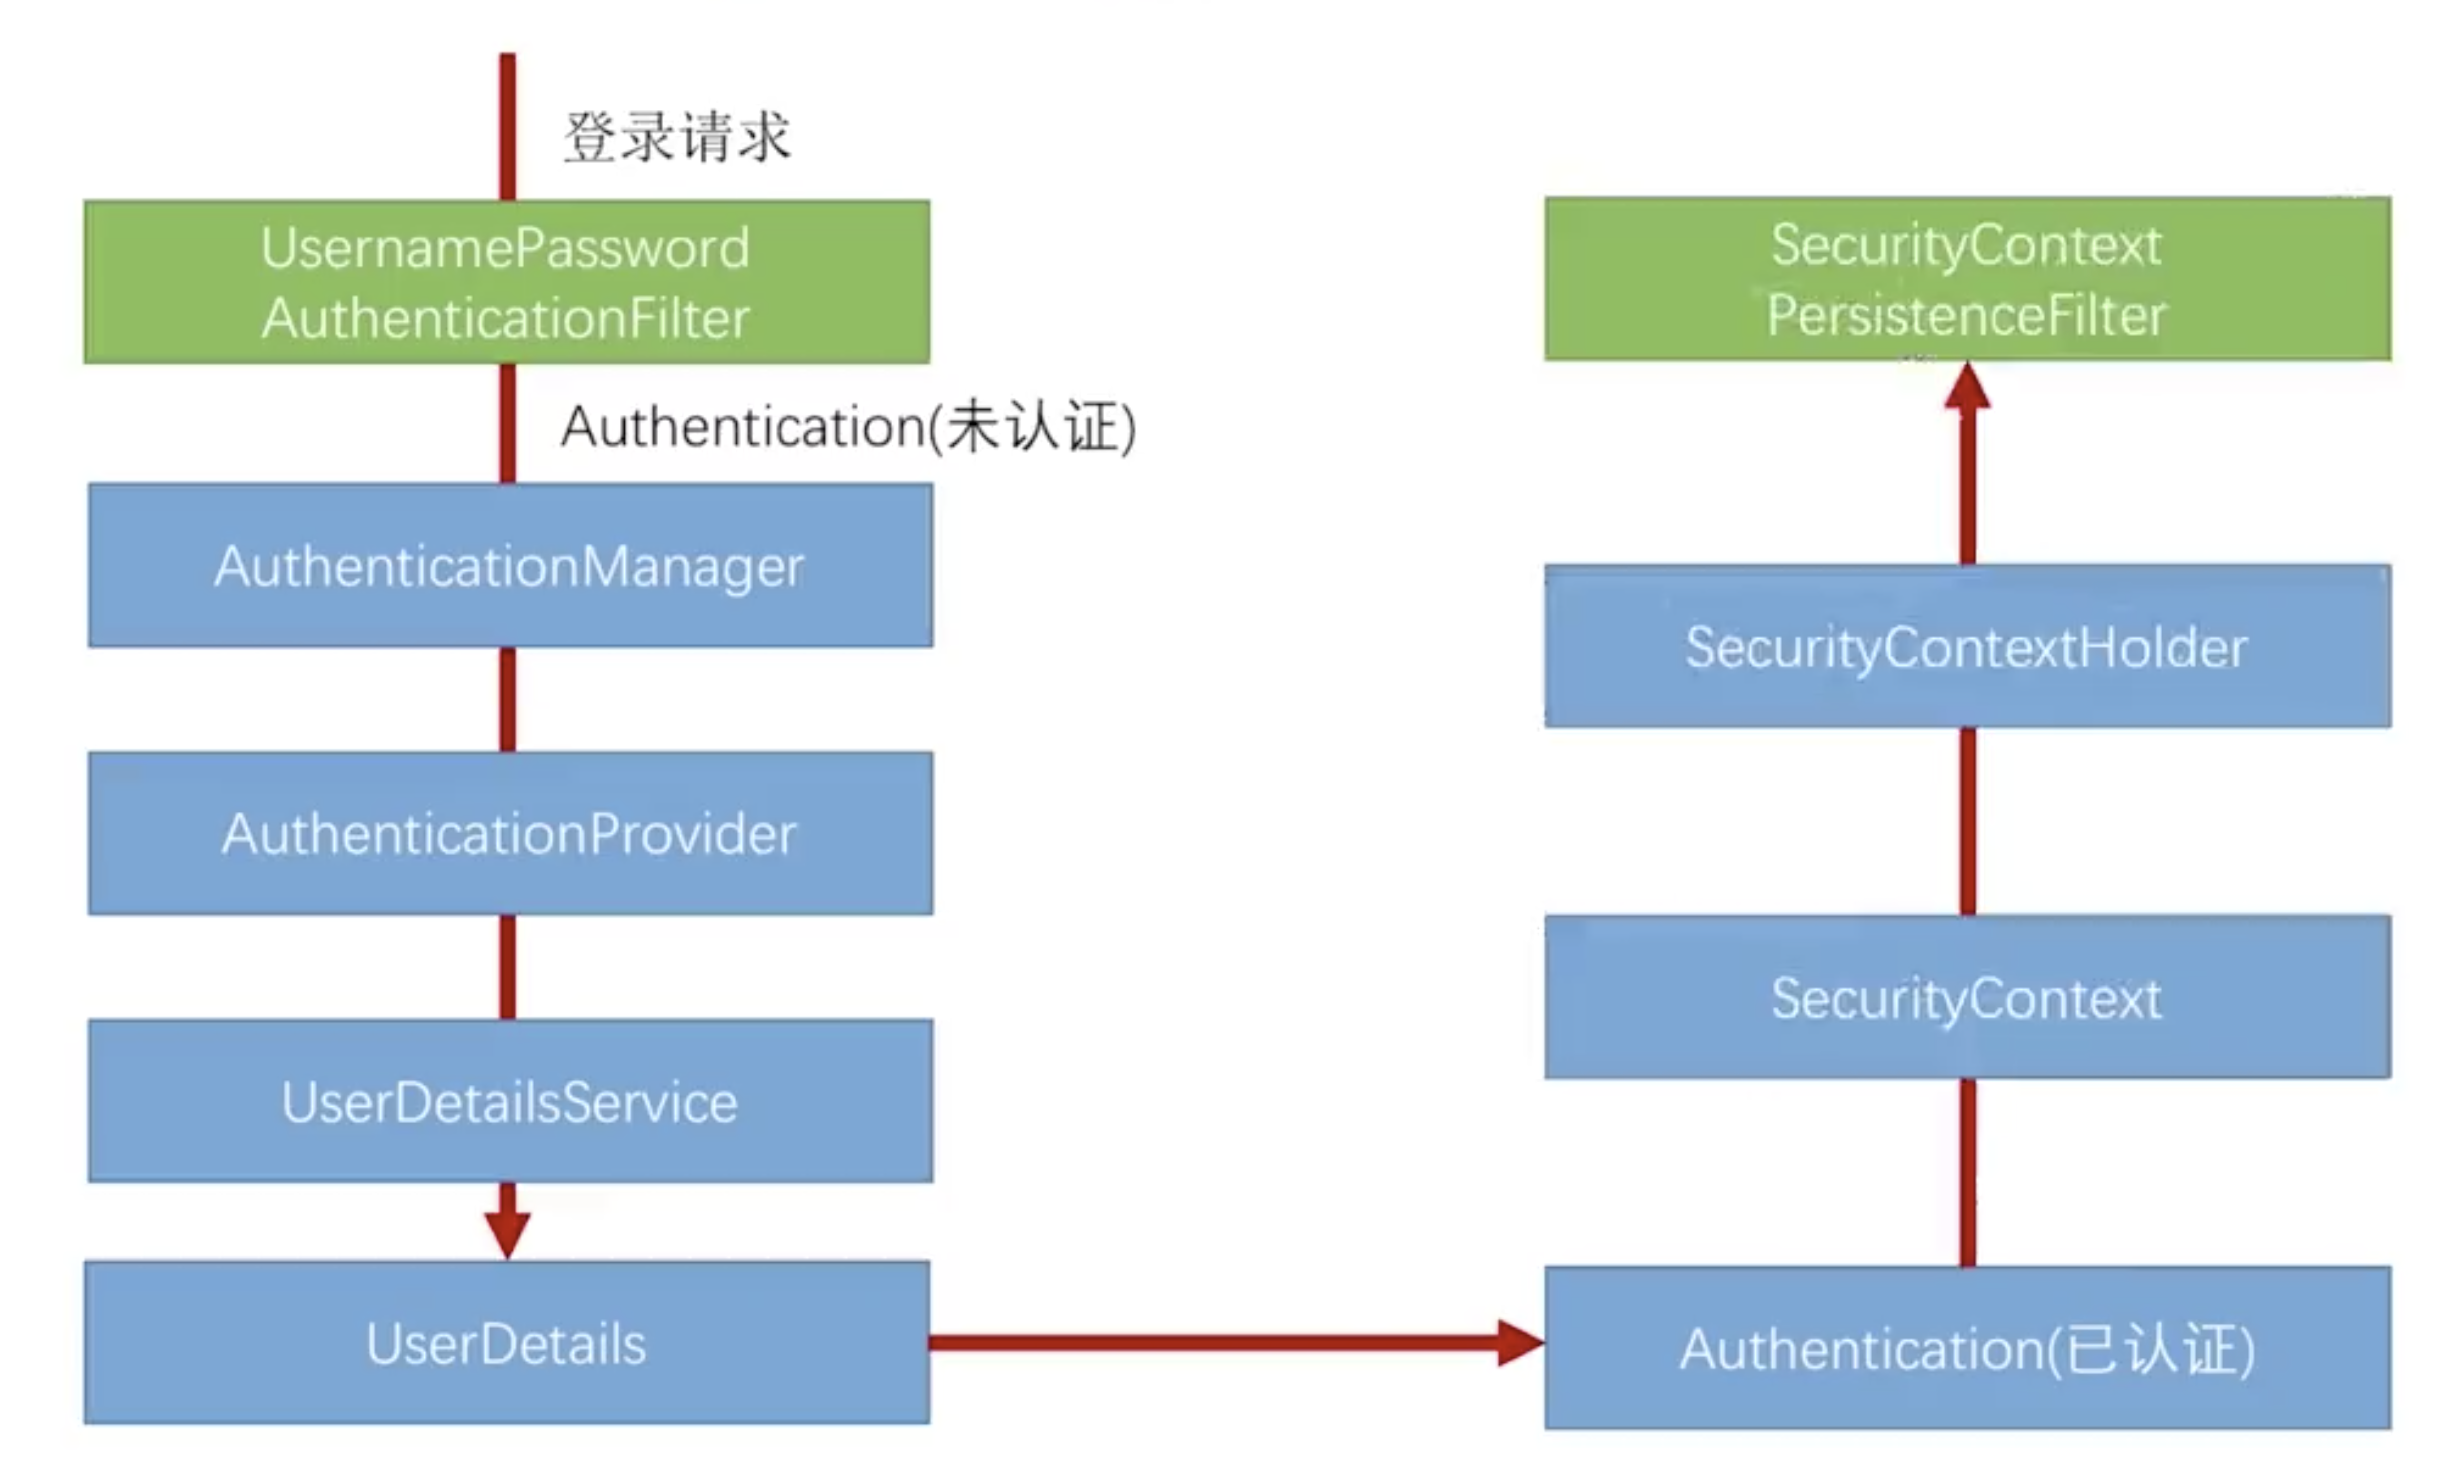 登录请求
UsernamePassword
AuthenticationFilter
Authentication(未认证)
AuthenticationManager
AuthenticationProvider
UserDetailsService
UserDetails
Authentication(已认证)
SecurityContext
SecurityContextHolder
SecurityContext
PersistenceFilter